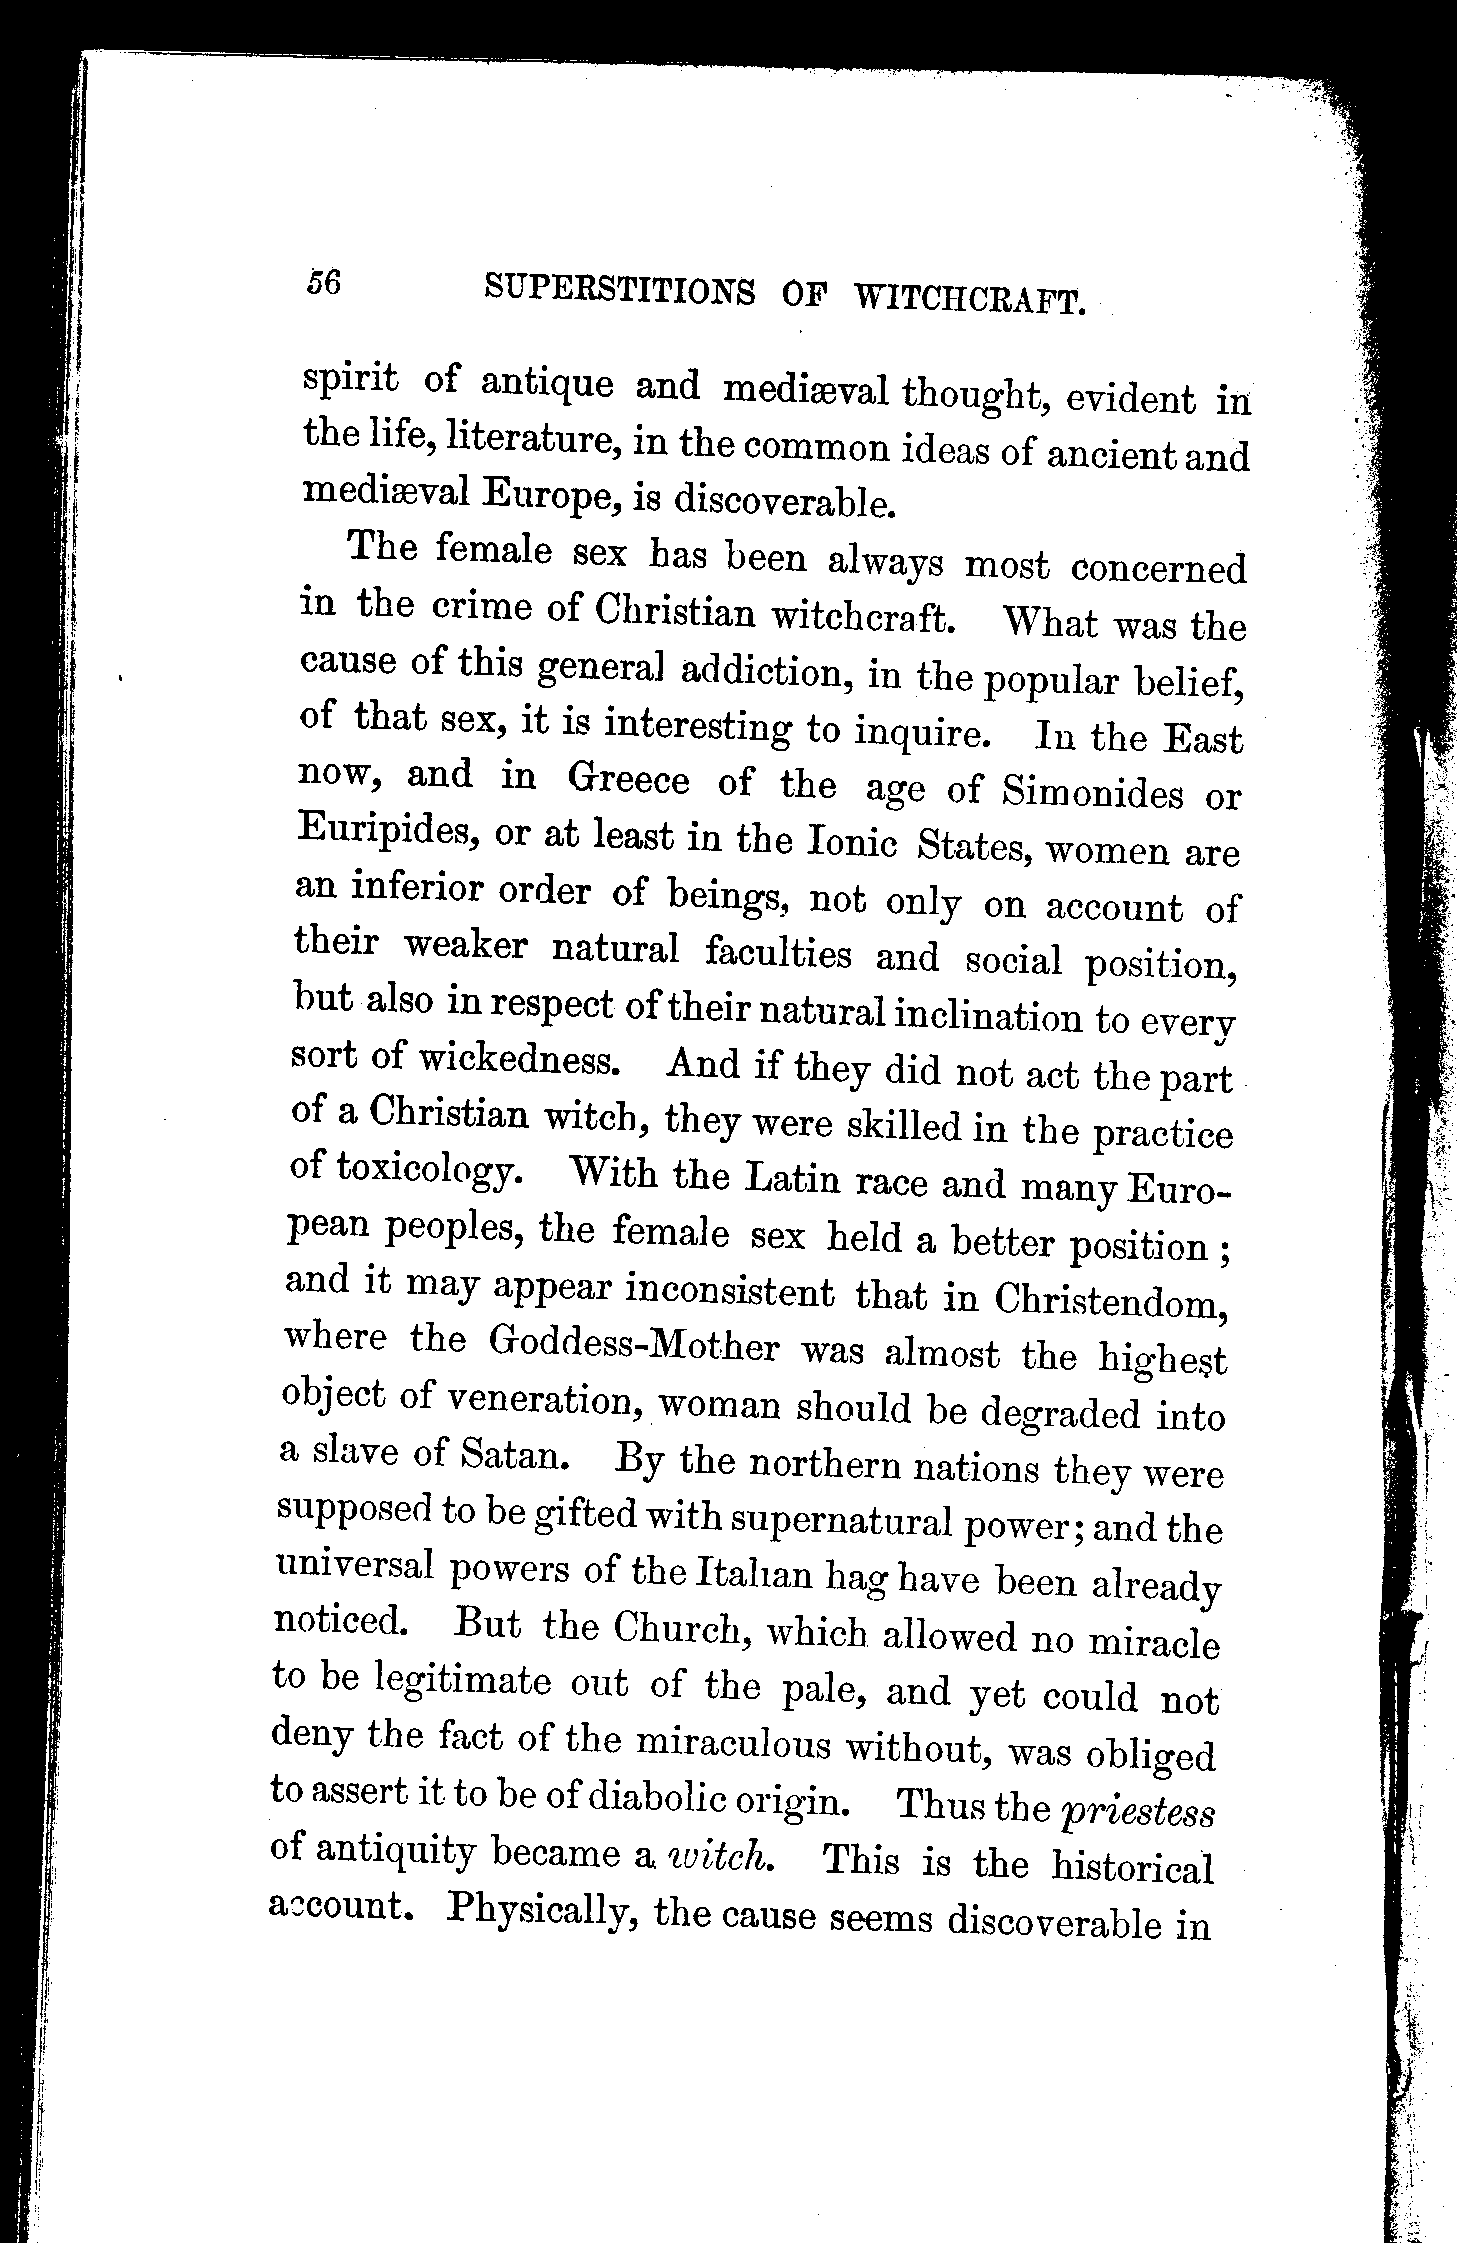 56 SUPERSTITIONS OF WITCHCRAFT.
spirit of antique and mediæval thought, evident in
the life, literature, in the common ideas of ancient and
mediæval Europe, is discoverable.
The female sex has been always most concerned
in the crime of Christian witchcraft. What was the
cause of this general addiction, in the popular belief,
of that sex, it is interesting to inquire. In the East
now, and in Greece of the age of Simonides or
Euripides, or at least in the Ionic States, women are
an inferior order of beings, not only on account of
their weaker natural faculties and social position,
but also in respect of their natural inclination to every
sort of wickedness. And if they did not act the part
of a Christian witch, they were skilled in the practice
of toxicology. With the Latin race and many Euro-
pean peoples, the female sex held a better position ;
and it may appear inconsistent that in Christendom,
where the Goddess-Mother was almost the highest
object of veneration, woman should be degraded into
a slave of Satan. By the northern nations they were
supposed to be gifted with supernatural power; and the
universal powers of the Italian hag have been already
noticed. But the Church, which allowed no miracle
to be legitimate out of the pale, and yet could not
deny the fact of the miraculous without, was obliged
to assert it to be of diabolic origin. Thus the priestess
of antiquity became a witch. This is the historical
account. Physically, the cause seems discoverable in